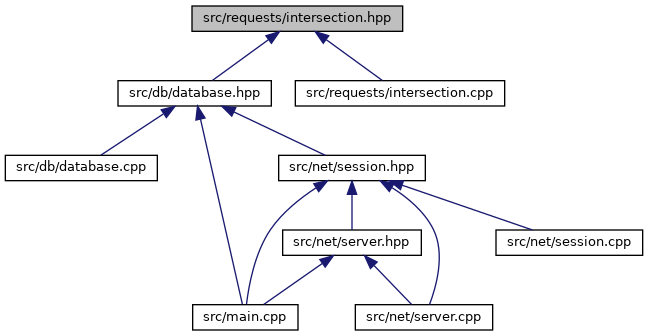 src/requests/intersection.hpp
src/db/database.hpp
src/requests/intersection.cpp
src/db/database.cpp
src/net/session.hpp
src/net/server.hpp
src/net/session.cpp
src/main.cpp
src/net/server.cpp